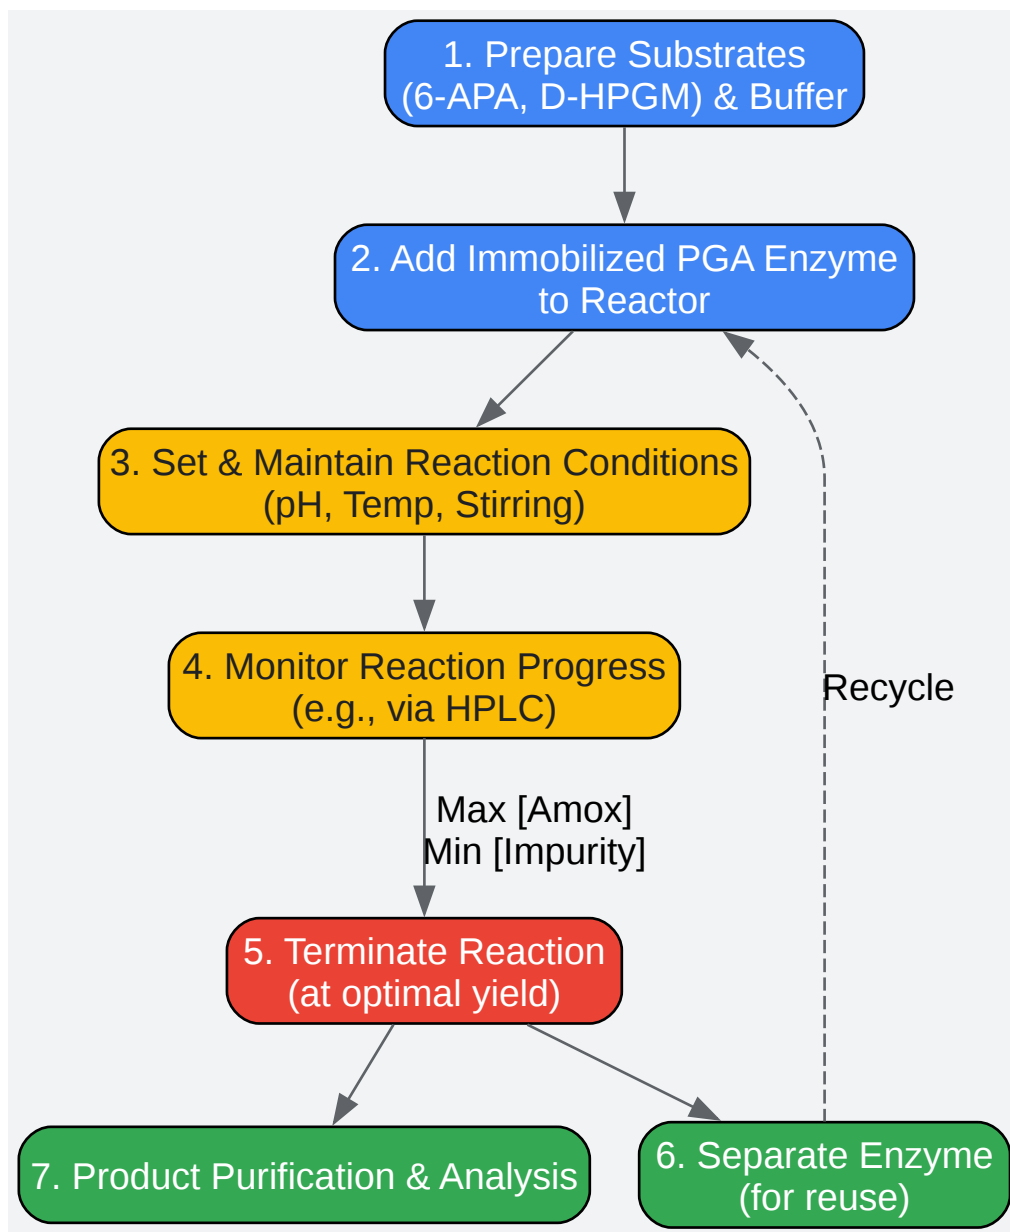 1. Prepare Substrates
(6-APA, D-HPGM) & Buffer
2. Add Immobilized PGA Enzyme
to Reactor
3. Set & Maintain Reaction Conditions
(pH, Temp, Stirring)
4. Monitor Reaction Progress
(e.g., via HPLC)
Recycle
Max [Amox]
Min [Impurity]
5. Terminate Reaction
(at optimal yield)
6. Separate Enzyme
(for reuse)
7. Product Purification & Analysis